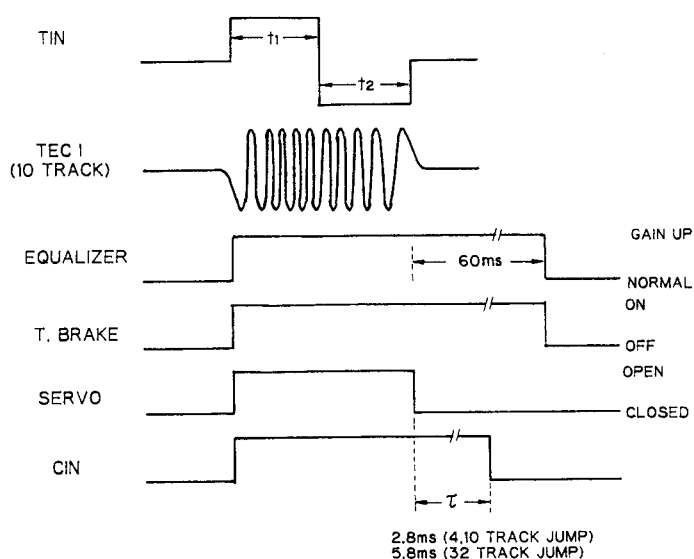 TIN
t1
t2
TEC I
(10 TRACK)
GAIN UP
EQUALIZER
60ms
NORMAL
ON
T. BRAKE
OFF
OPEN
SERVO
CLOSED
CIN
τ
2.8ms (4,10 TRACK JUMP)
5.8ms (32 TRACK JUMP)